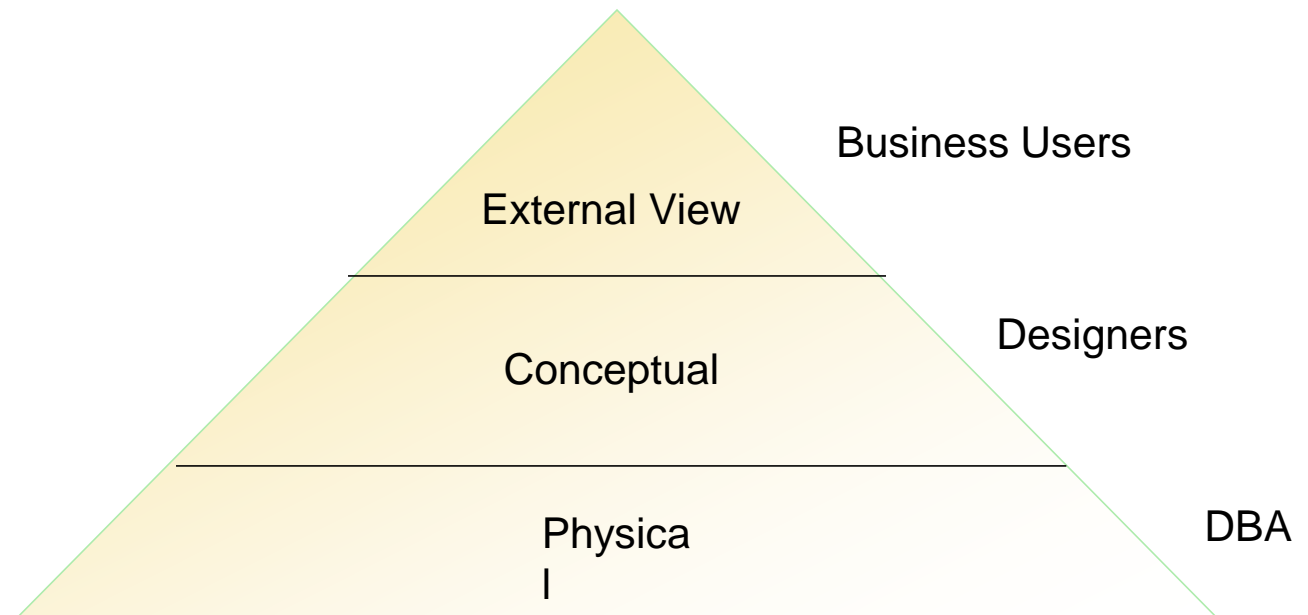 Business Users
External View
Designers
Conceptual
DBA
Physica
l